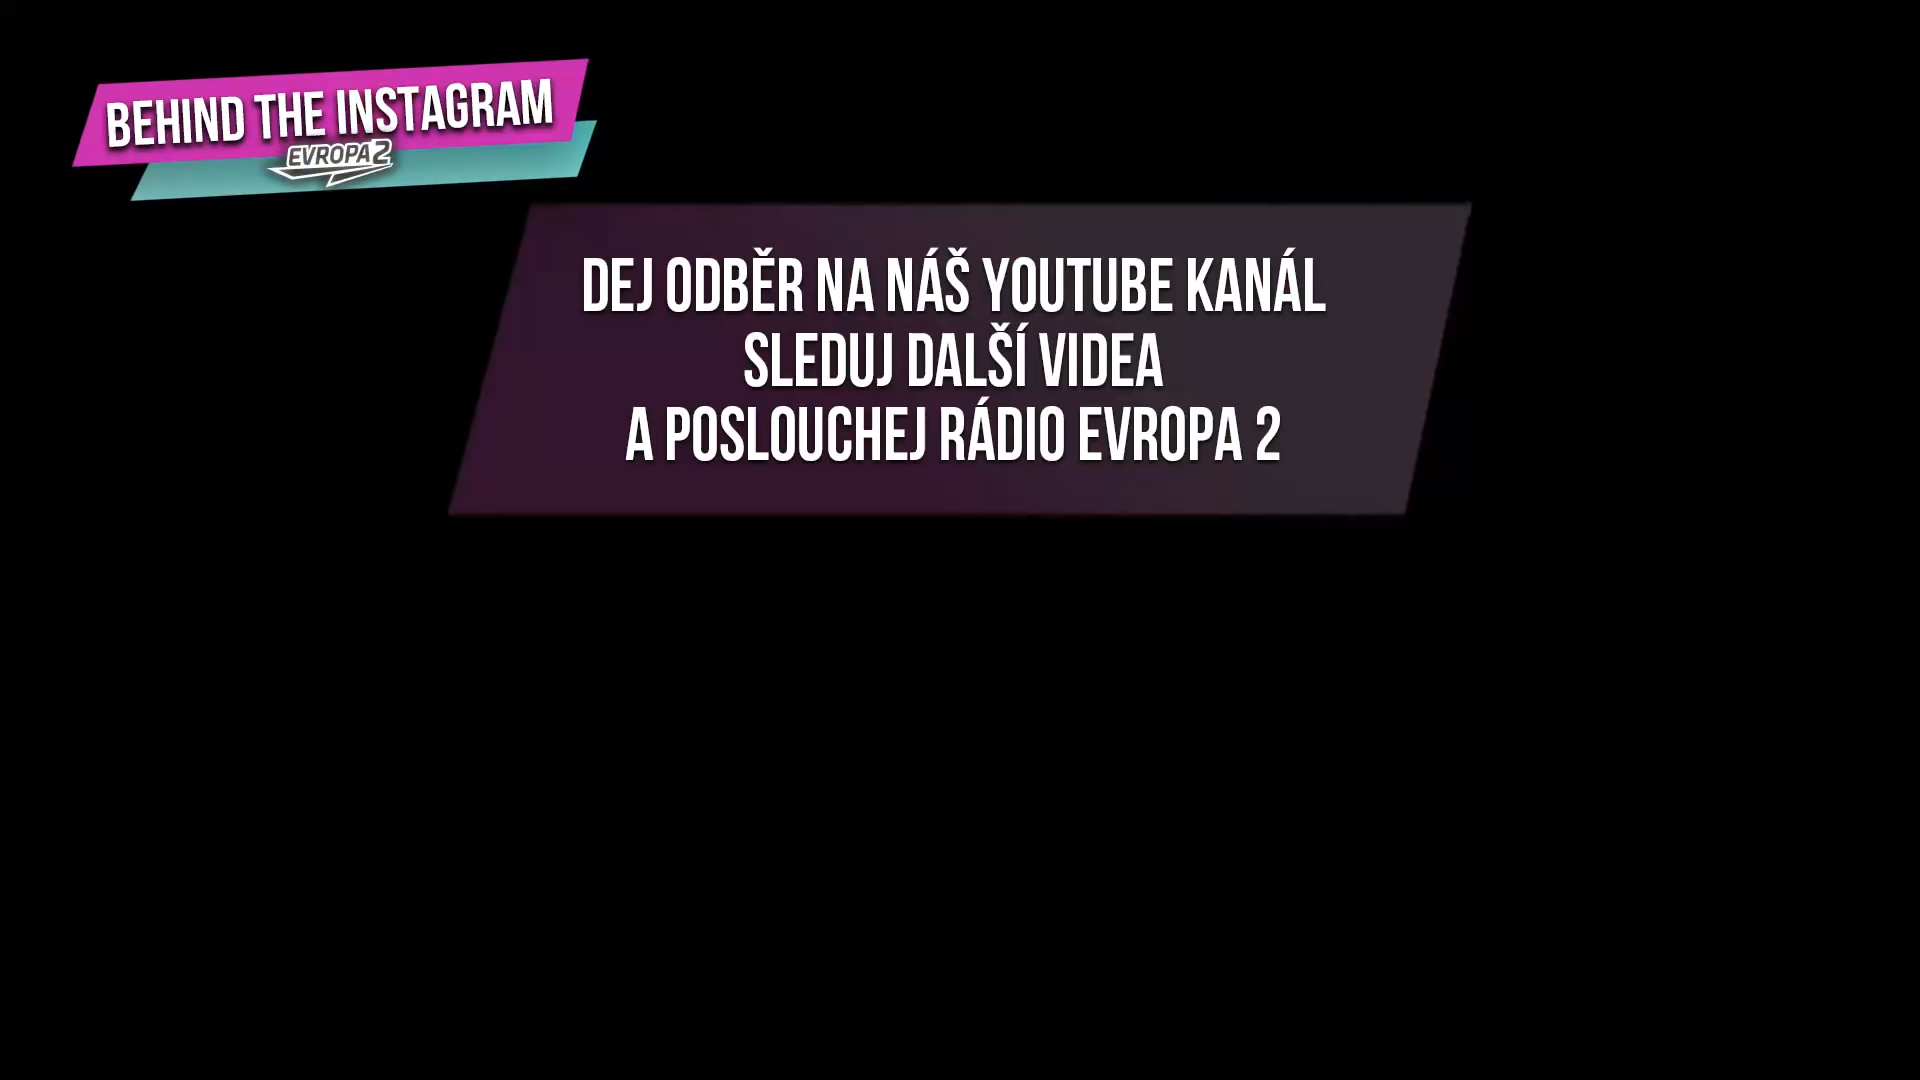 BEHIND THE INSTAGRAM
EVROPA 2
DEJ ODBĚR NA NÁŠ YOUTUBE KANÁL
SLEDUJ DALŠÍ VIDEA
A POSLOUCHEJ RÁDIO EVROPA 2